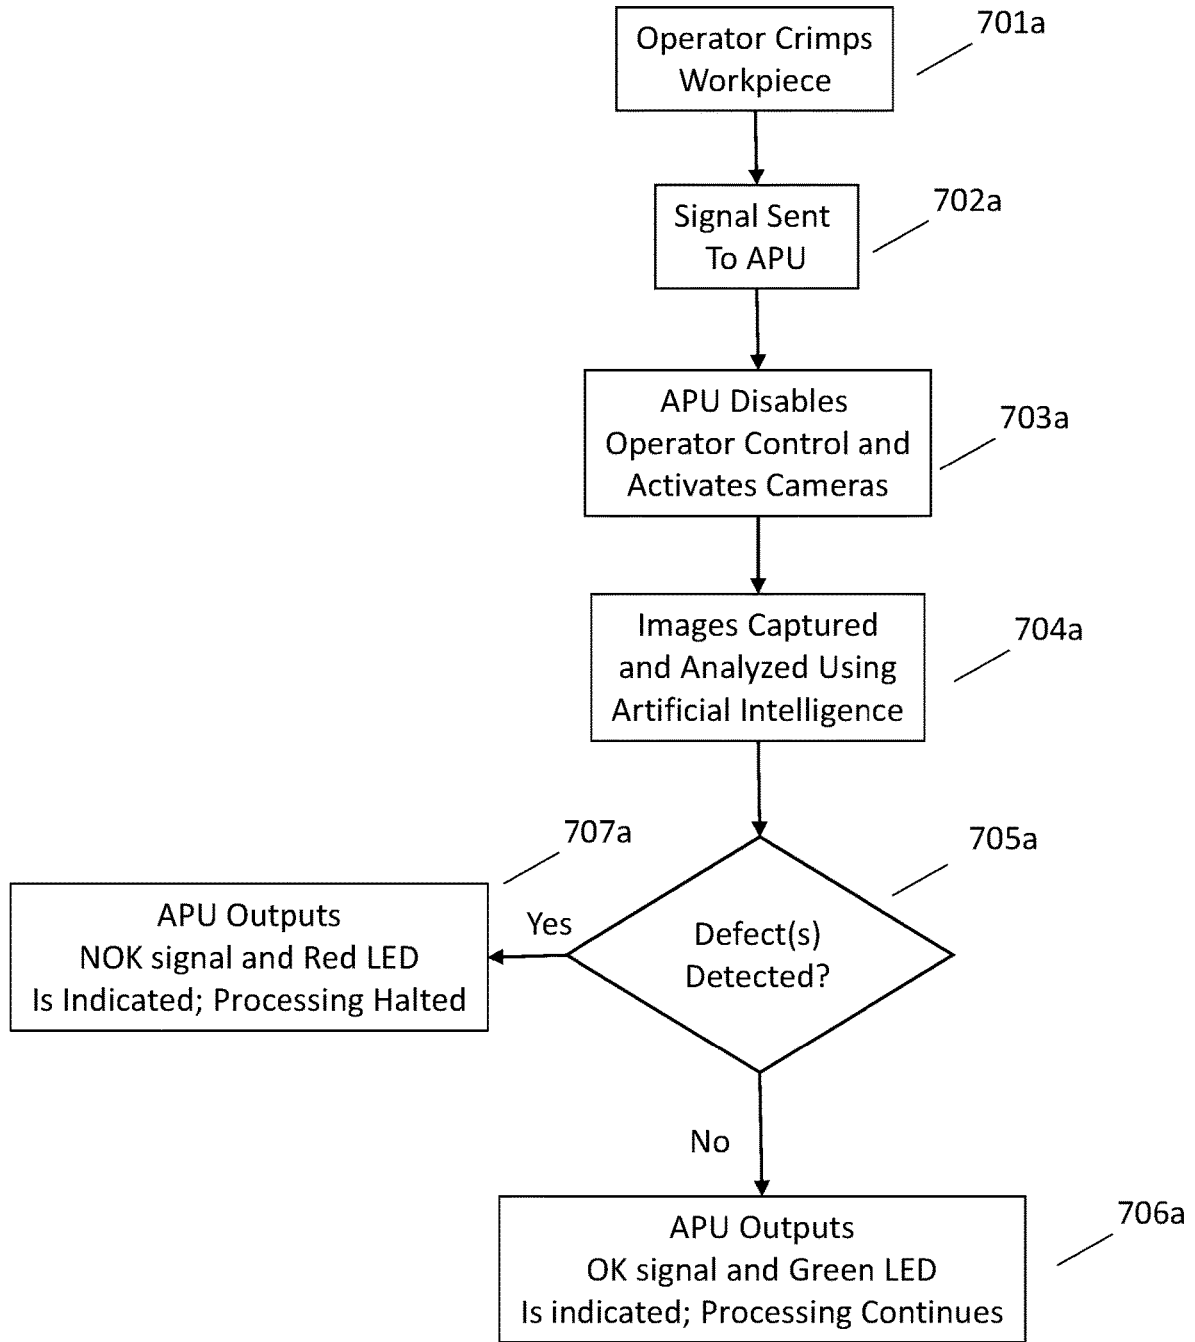 Operator Crimps
Workpiece
701a
Signal Sent
To APU
702a
APU Disables
Operator Control and
Activates Cameras
703a
Images Captured
and Analyzed Using
Artificial Intelligence
704a
Defect(s)
Detected?
705a
Yes
707a
APU Outputs
NOK signal and Red LED
Is Indicated; Processing Halted
No
APU Outputs
OK signal and Green LED
Is indicated; Processing Continues
706a